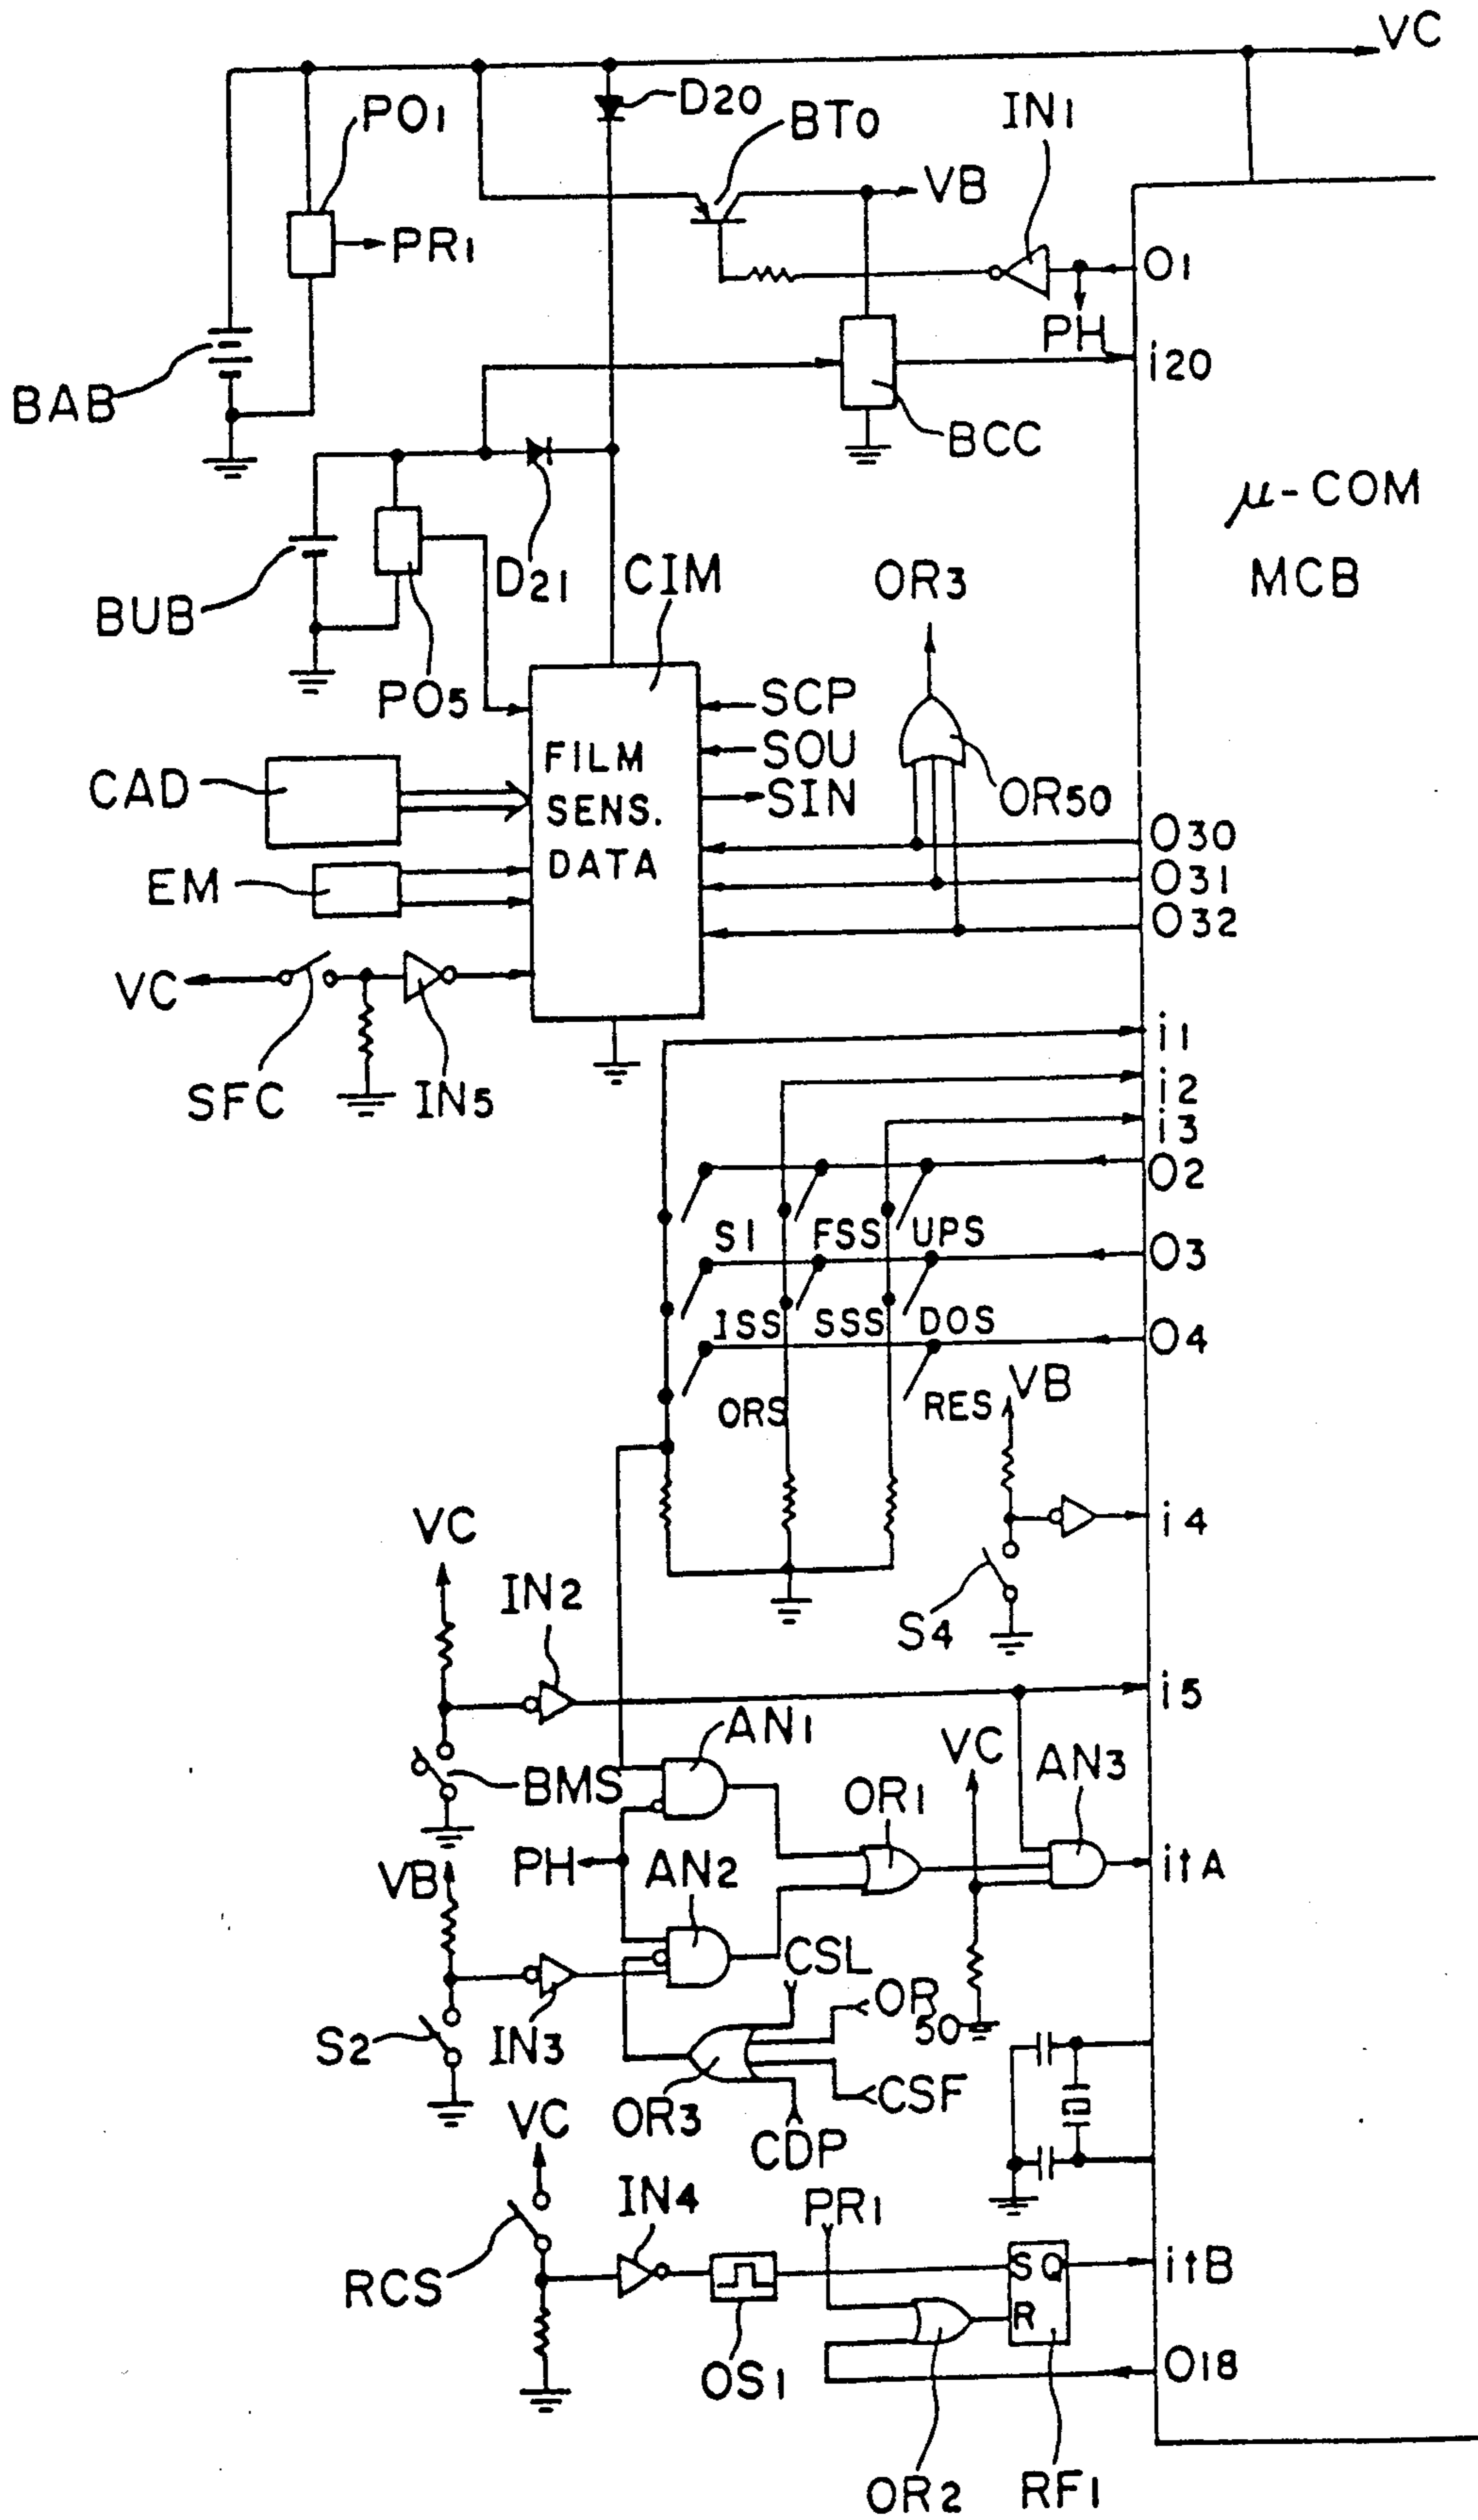 VC
PO1
D20
BTO
IN1
VB
PR1
O1
PH
i20
BAB
BCC
μ-COM
MCB
D21
CIM
OR3
BUB
PO5
SCP
FILM
SENS.
DATA
SOU
SIN
CAD
OR50
O30
EM
O31
O32
VC
SFC
IN5
i1
i2
i3
O2
S1
FSS
UPS
O3
1SS
SSS
DOS
O4
VB
ORS
RES
VC
i4
IN2
S4
i5
AN1
VC
AN3
BMS
OR1
PH
AN2
itA
VB
CSL
OR
50
S2
IN3
CSF
OR3
VC
CDP
IN4
PR1
S Q
itB
RCS
R
OS1
O18
OR2
RF1